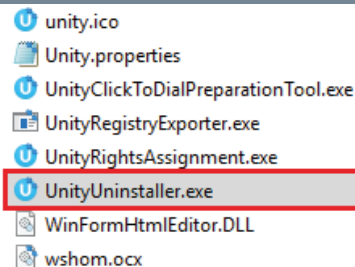 unity.ico
Unity.properties
UnityClickToDialPreparationTool.exe
UnityRegistryExporter.exe
UnityRightsAssignment.exe
UnityUninstaller.exe
WinFormHtmlEditor.DLL
wshom.ocx